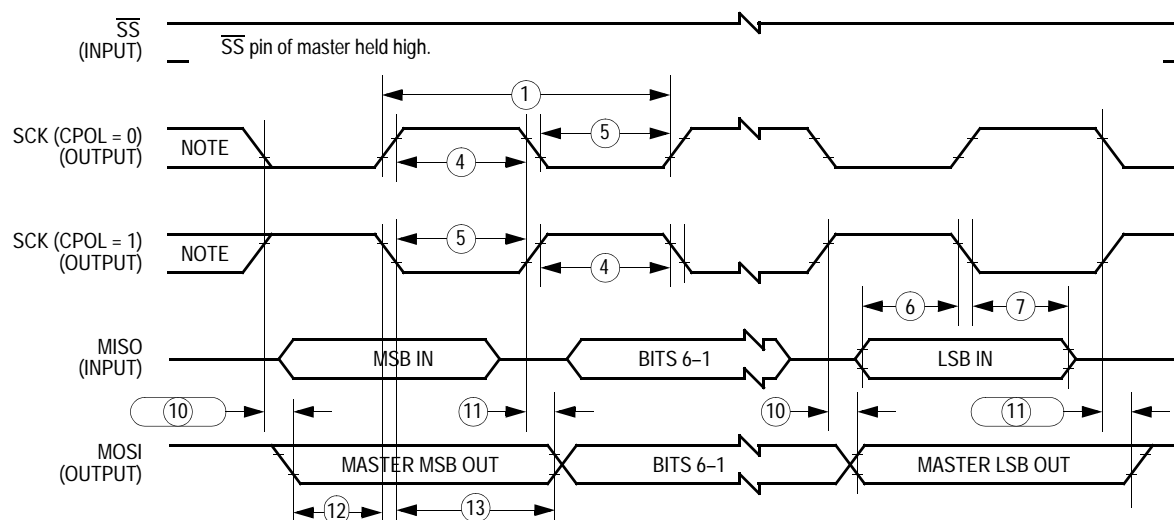 SS
(INPUT)
SS pin of master held high.
1
SCK (CPOL = 0)
(OUTPUT)
NOTE
5
4
SCK (CPOL = 1)
(OUTPUT)
NOTE
5
4
6
7
MISO
(INPUT)
MSB IN
BITS 6–1
LSB IN
10
11
10
11
MOSI
(OUTPUT)
MASTER MSB OUT
BITS 6–1
MASTER LSB OUT
12
13